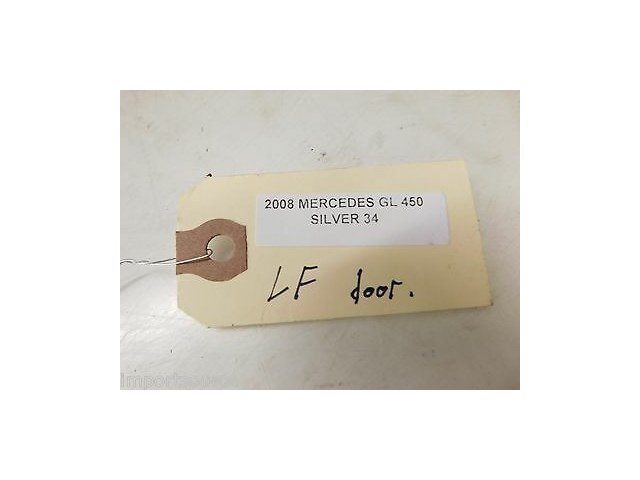 2008 MERCEDES GL 450
SILVER 34
LF door.